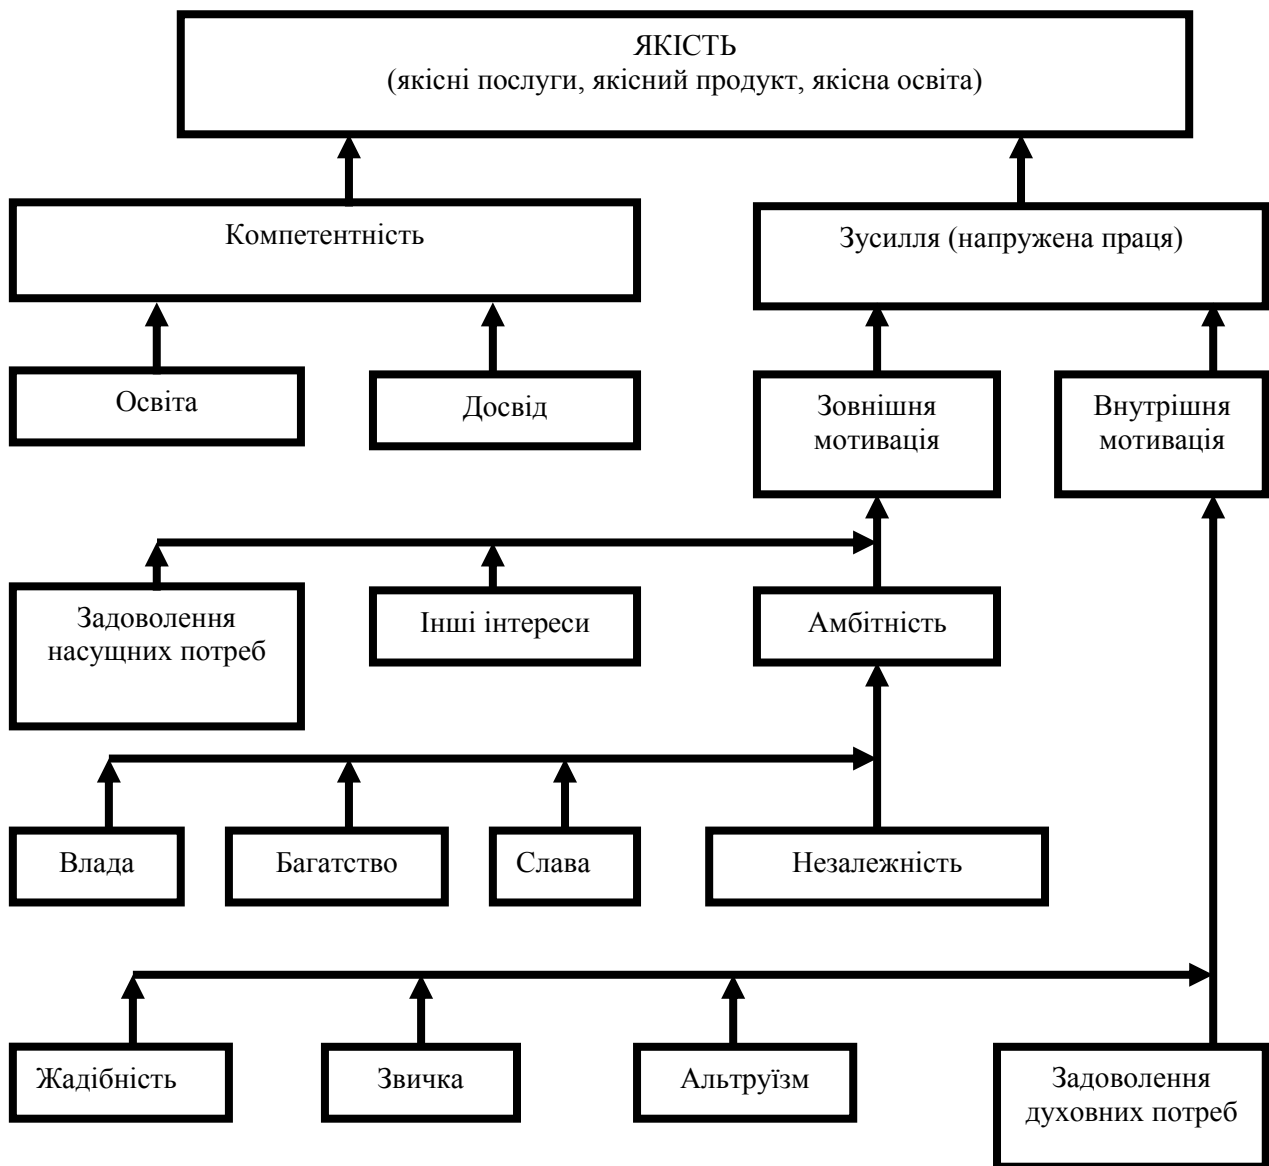 ЯКІСТЬ
(якісні послуги, якісний продукт, якісна освіта)
Компетентність
Зусилля (напружена праця)
Освіта
Досвід
Зовнішня
мотивація
Внутрішня
мотивація
Задоволення
насущних потреб
Інші інтереси
Амбітність
Влада
Багатство
Слава
Незалежність
Жадібність
Звичка
Альтруїзм
Задоволення
духовних потреб